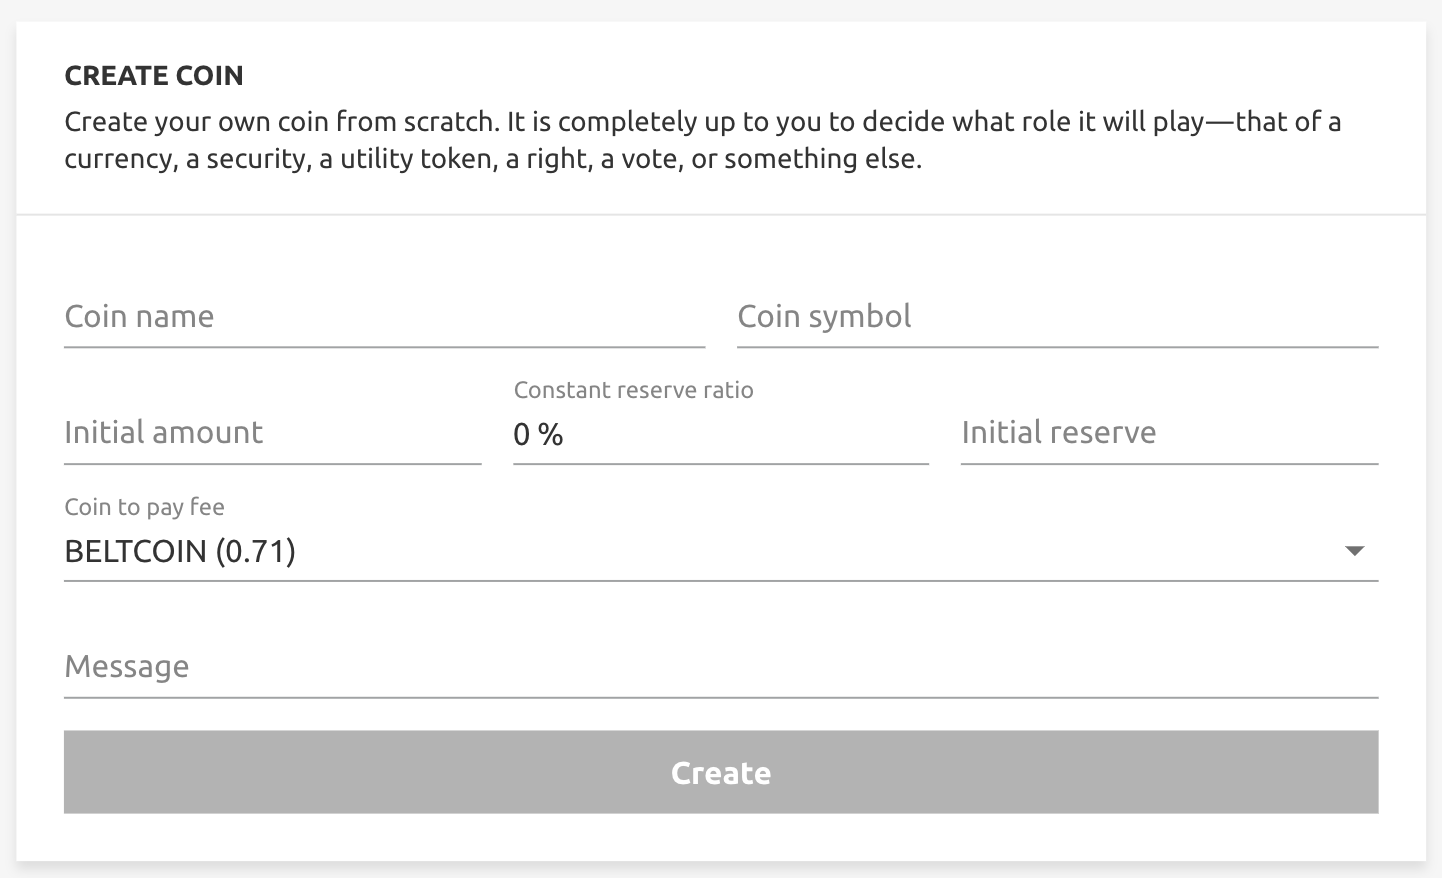 CREATE COIN
Create your own coin from scratch. It is completely up to you to decide what role it will play—that of a
currency, a security, a utility token, a right, a vote, or something else.
Coin name
Coin symbol
Initial amount
Constant reserve ratio
0 %
Initial reserve
Coin to pay fee
BELTCOIN (0.71)
Message
Create